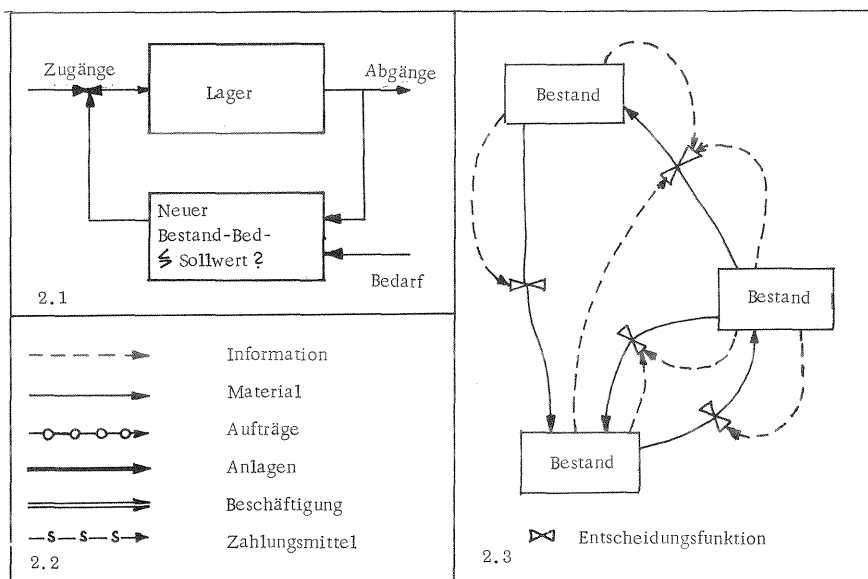 Zugänge
Lager
Abgänge
Neuer
Bestand-Bed-
≶ Sollwert ?
Bedarf
2.1
Information
Material
Aufträge
Anlagen
Beschäftigung
—S—S—S→ Zahlungsmittel
2.2
Bestand
Bestand
Bestand
Entscheidungsfunktion
2.3